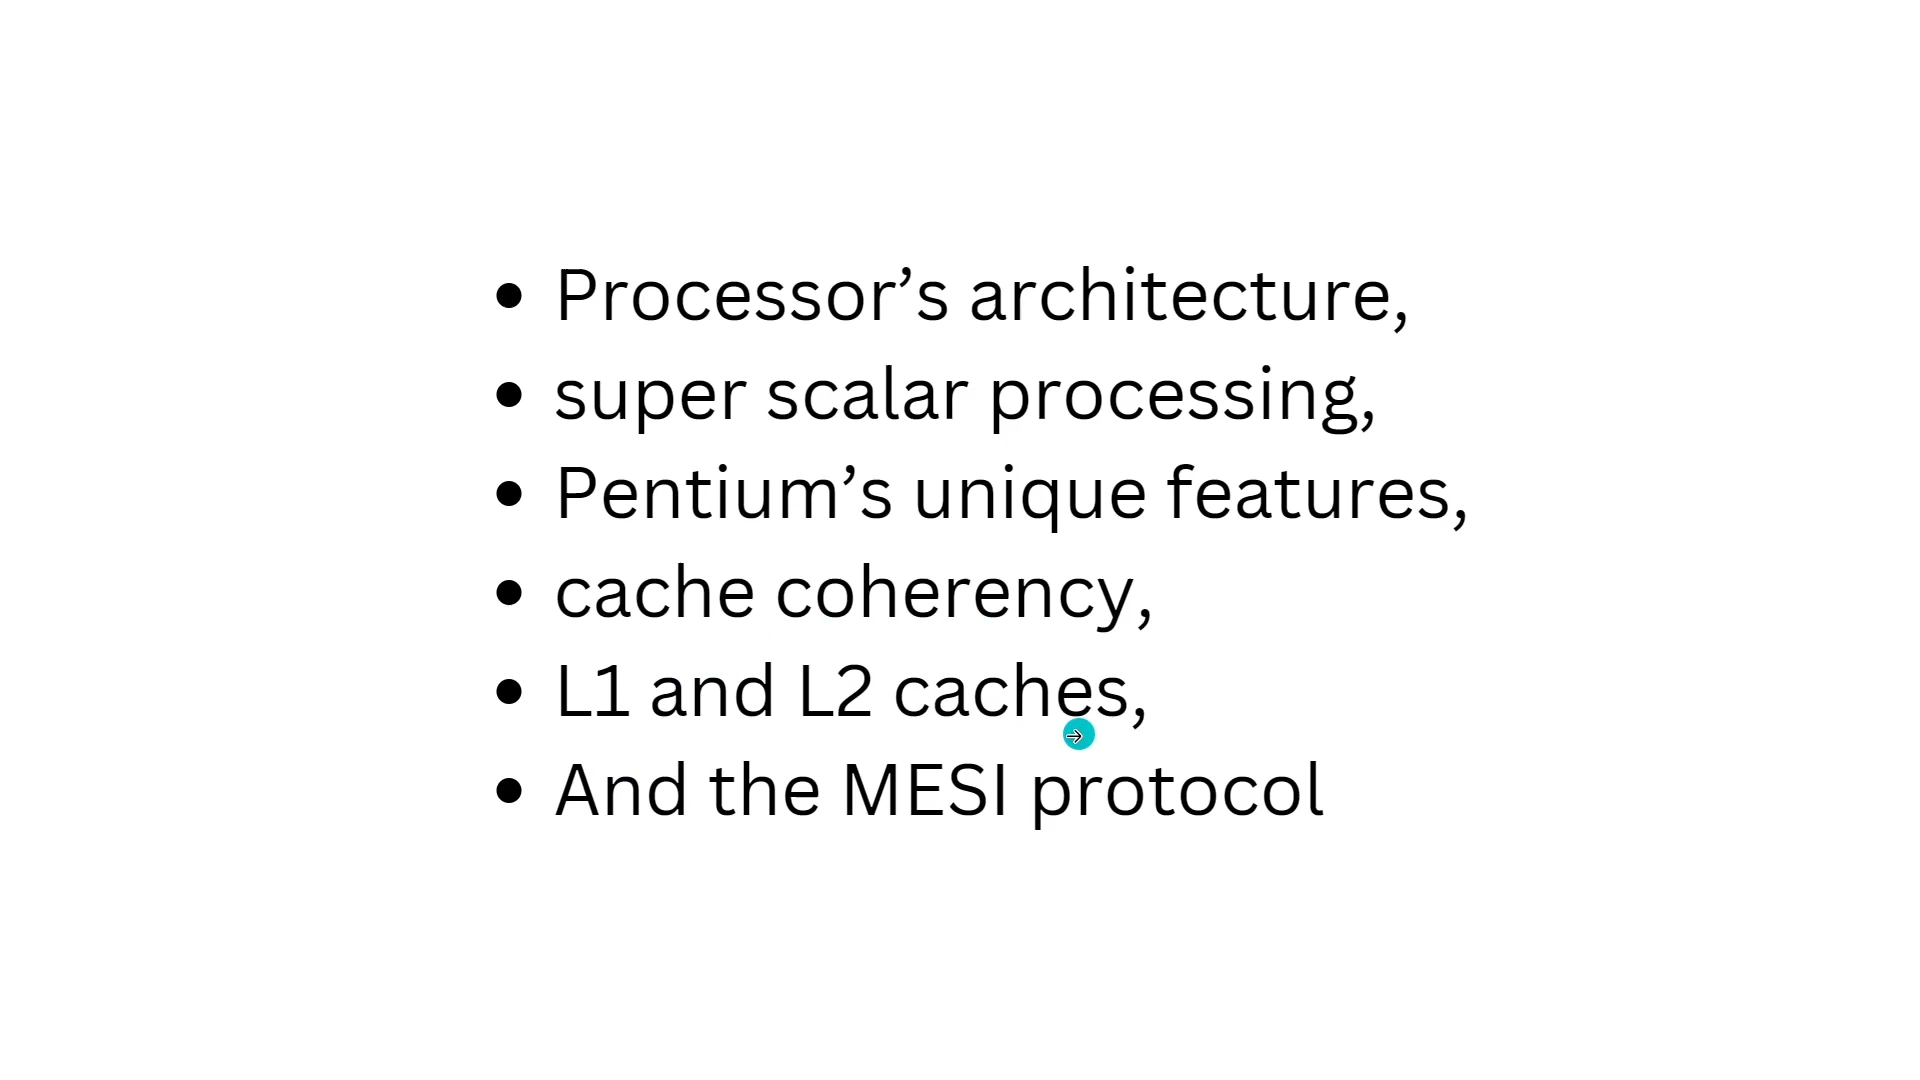 • Processor’s architecture,
• super scalar processing,
• Pentium’s unique features,
• cache coherency,
• L1 and L2 caches,
• And the MESI protocol